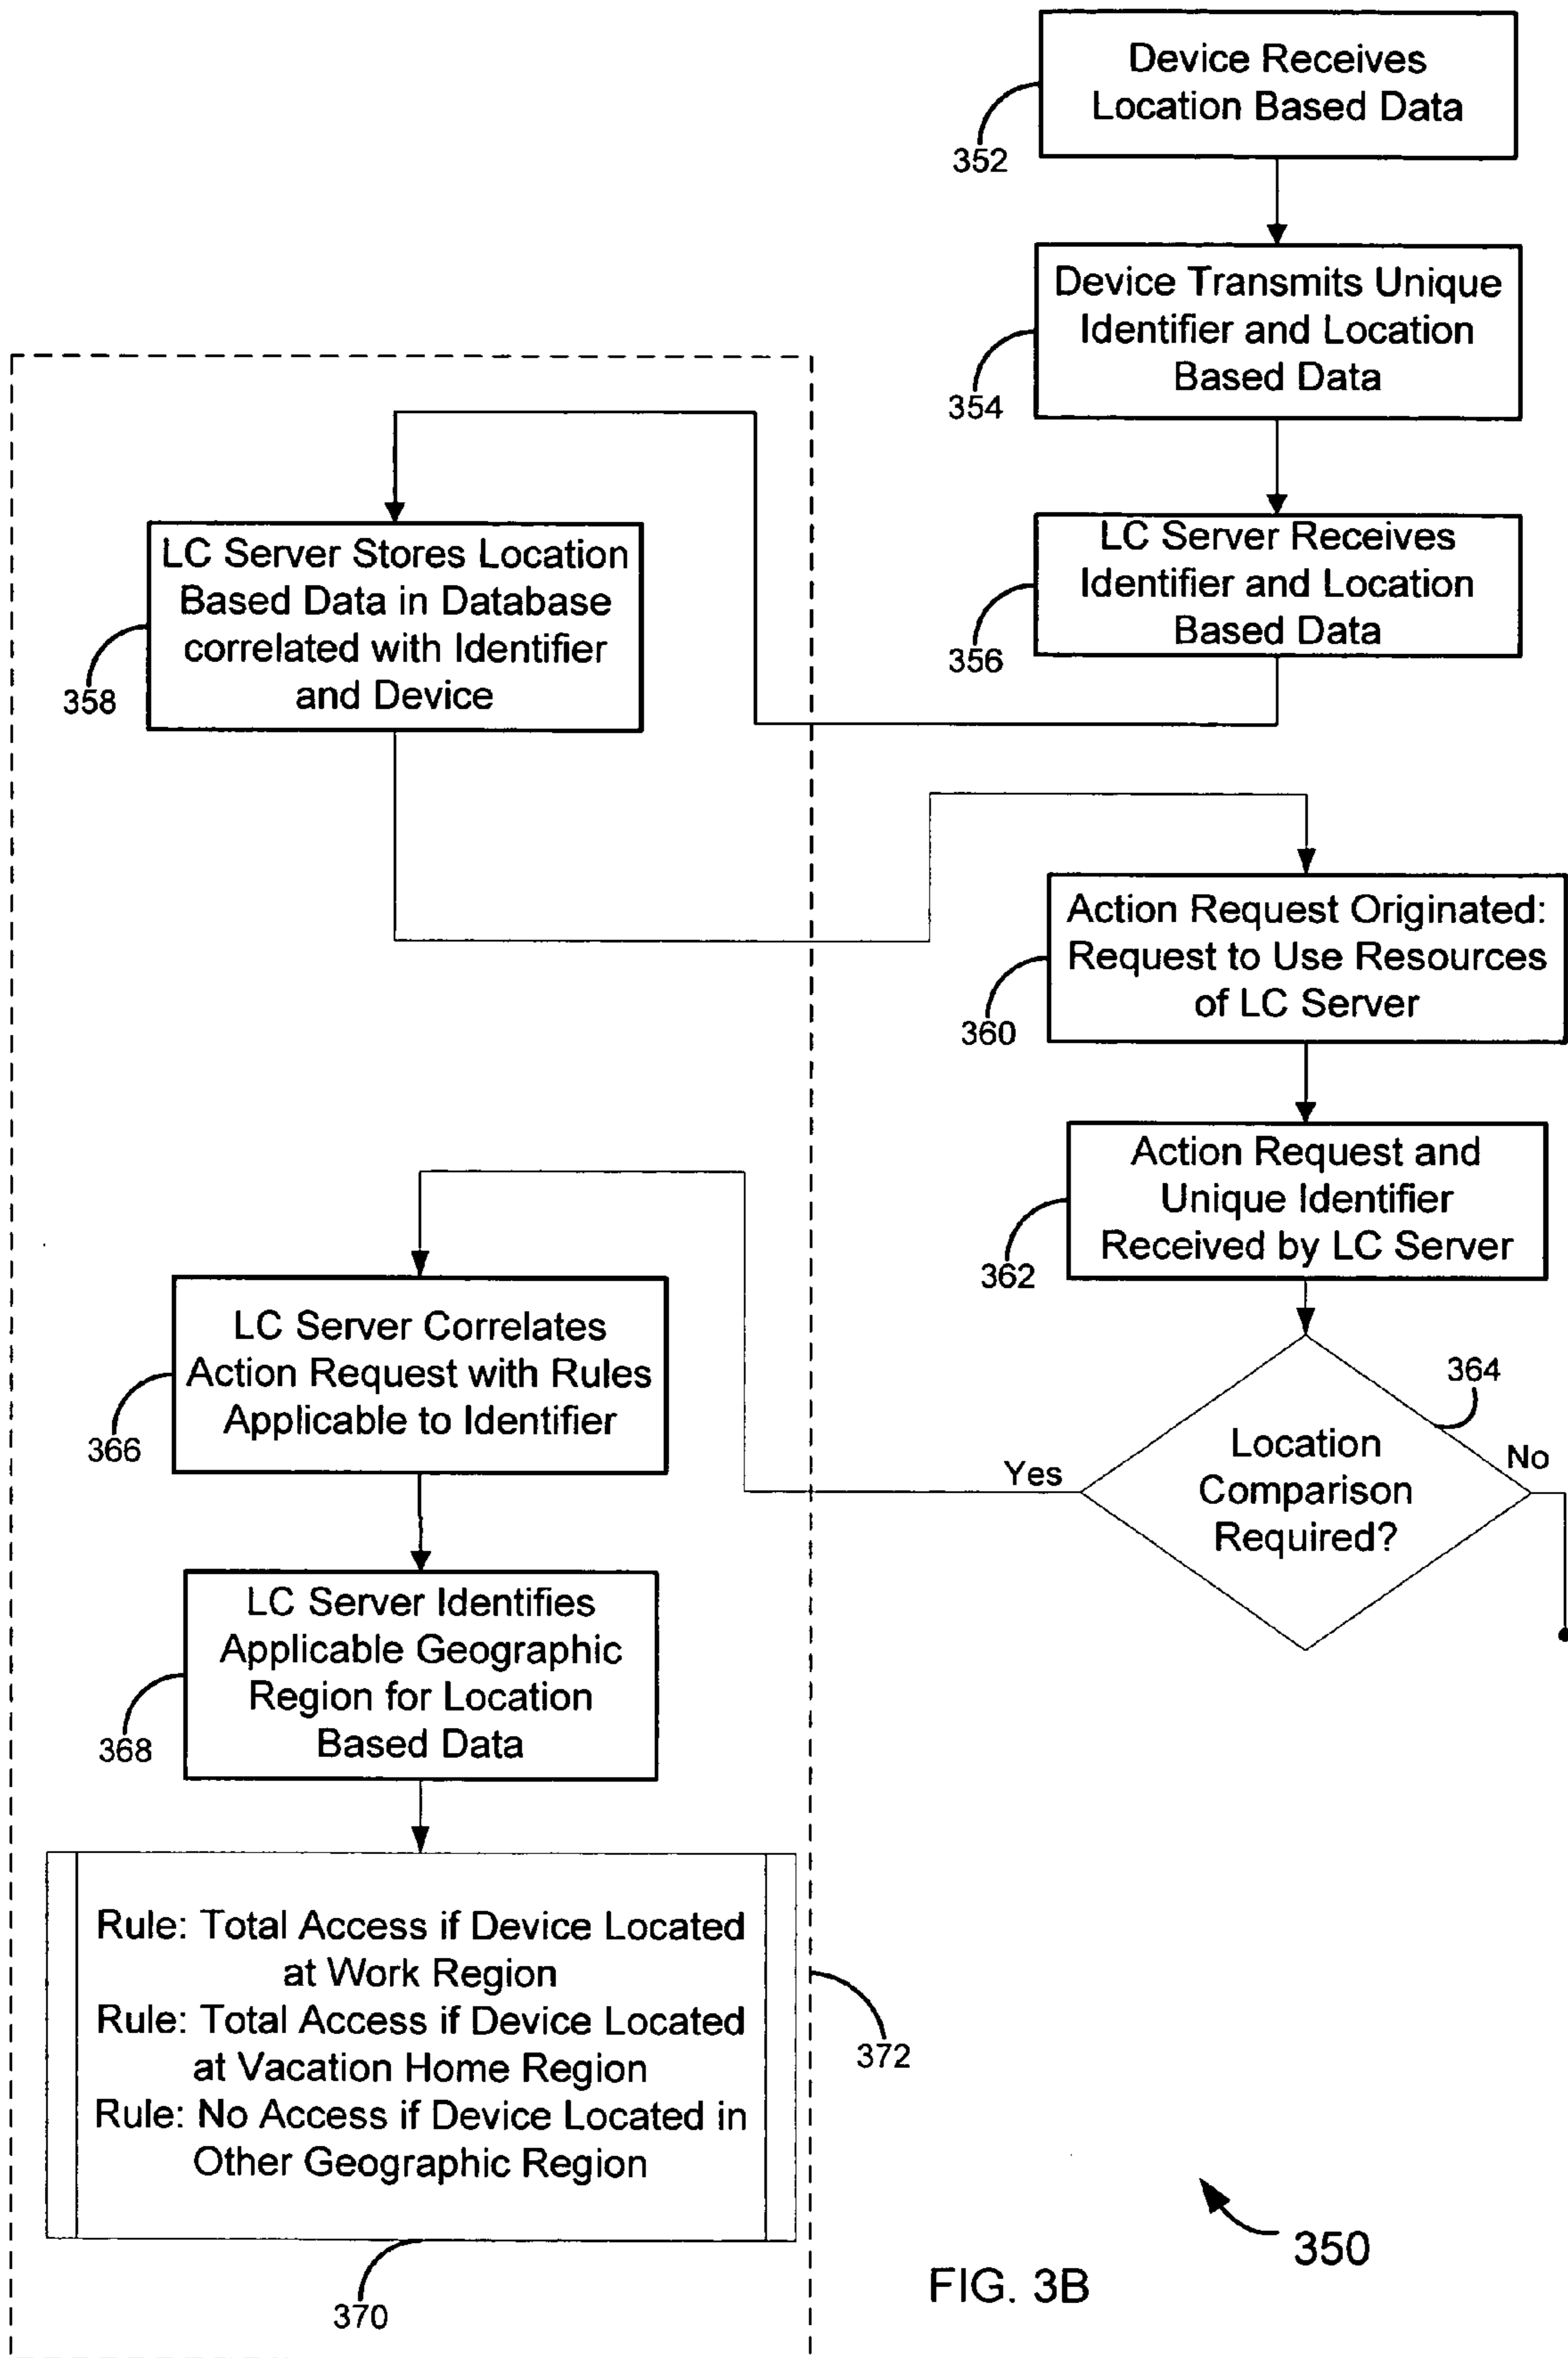 Device Receives
Location Based Data
352
Device Transmits Unique
Identifier and Location
Based Data
354
LC Server Receives
Identifier and Location
Based Data
356
LC Server Stores Location
Based Data in Database
correlated with Identifier
and Device
358
Action Request Originated:
Request to Use Resources
of LC Server
360
Action Request and
Unique Identifier
Received by LC Server
362
364
Location
Comparison
Required?
Yes
No
LC Server Correlates
Action Request with Rules
Applicable to Identifier
366
LC Server Identifies
Applicable Geographic
Region for Location
Based Data
368
Rule: Total Access if Device Located
at Work Region
Rule: Total Access if Device Located
at Vacation Home Region
Rule: No Access if Device Located in
Other Geographic Region
370
372
350
FIG. 3B